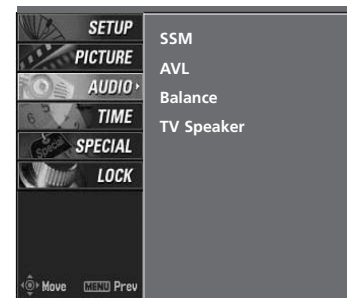 SETUP
PICTURE
AUDIO
TIME
SPECIAL
LOCK
Move MENU Prev
SSM
AVL
Balance
TV Speaker